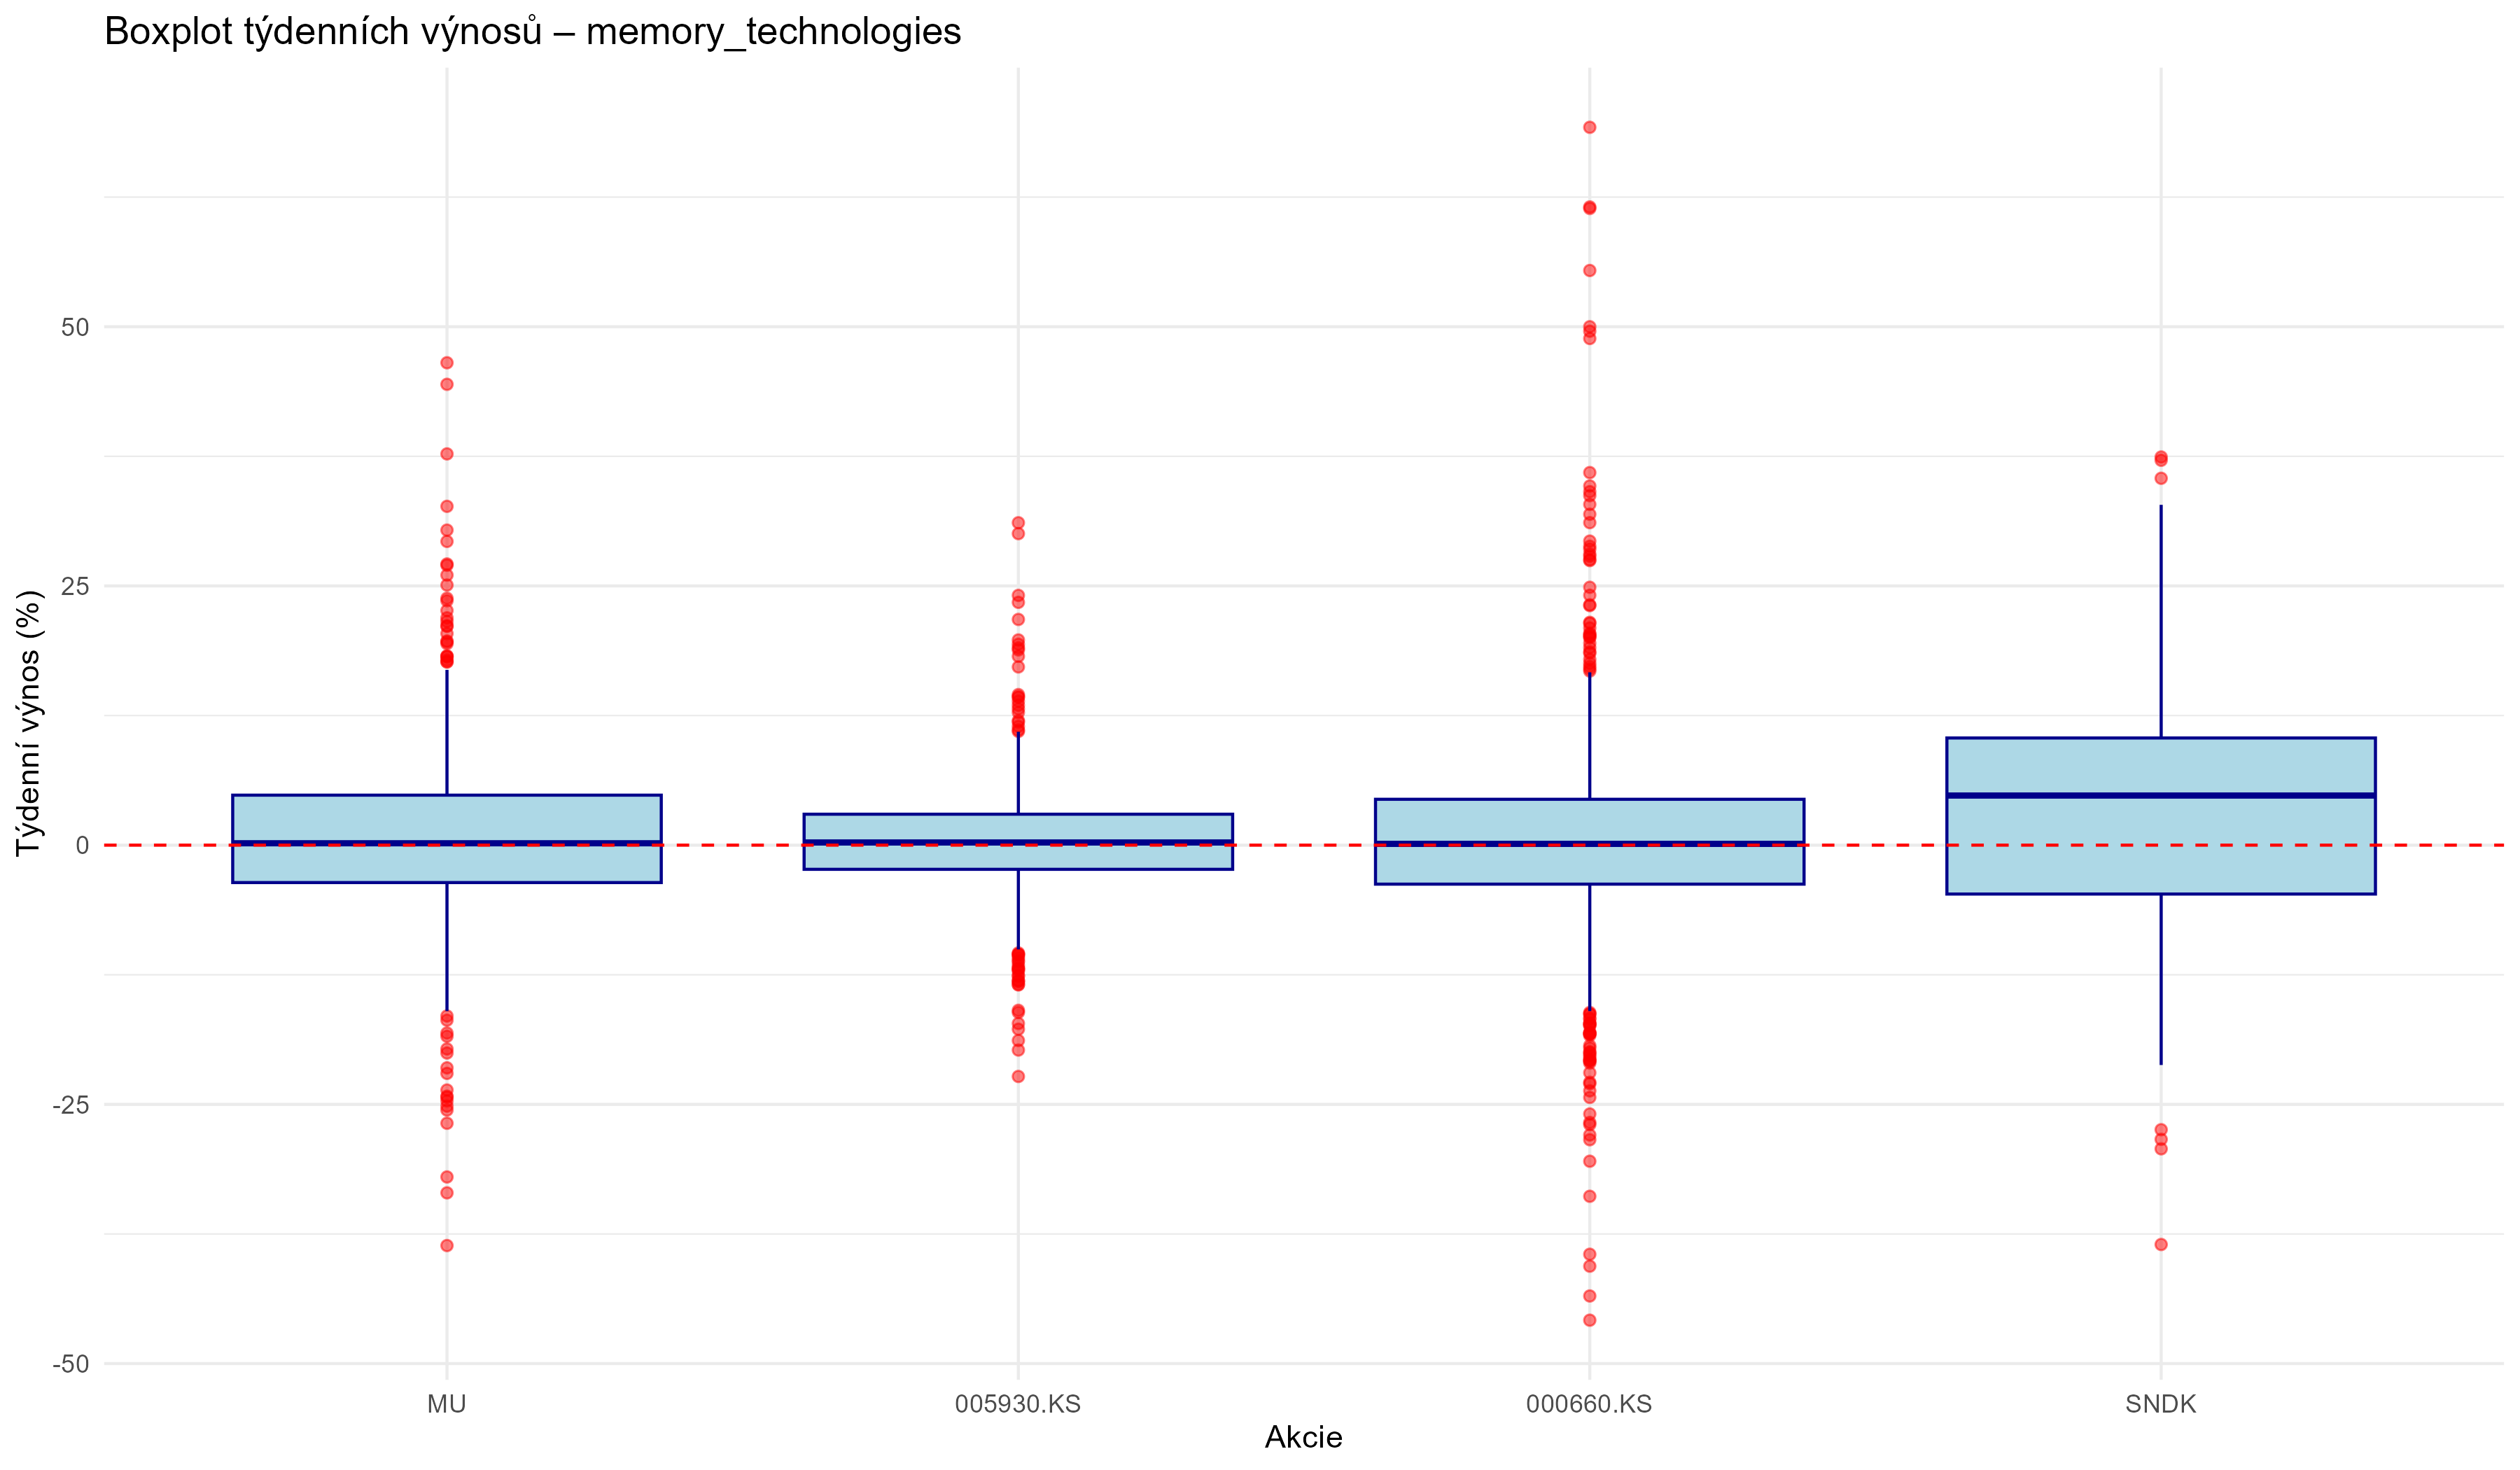 Boxplot týdenních výnosů – memory_technologies
Týdenní výnos (%)
50
25
0
-25
-50
MU
005930.KS
000660.KS
SNDK
Akcie